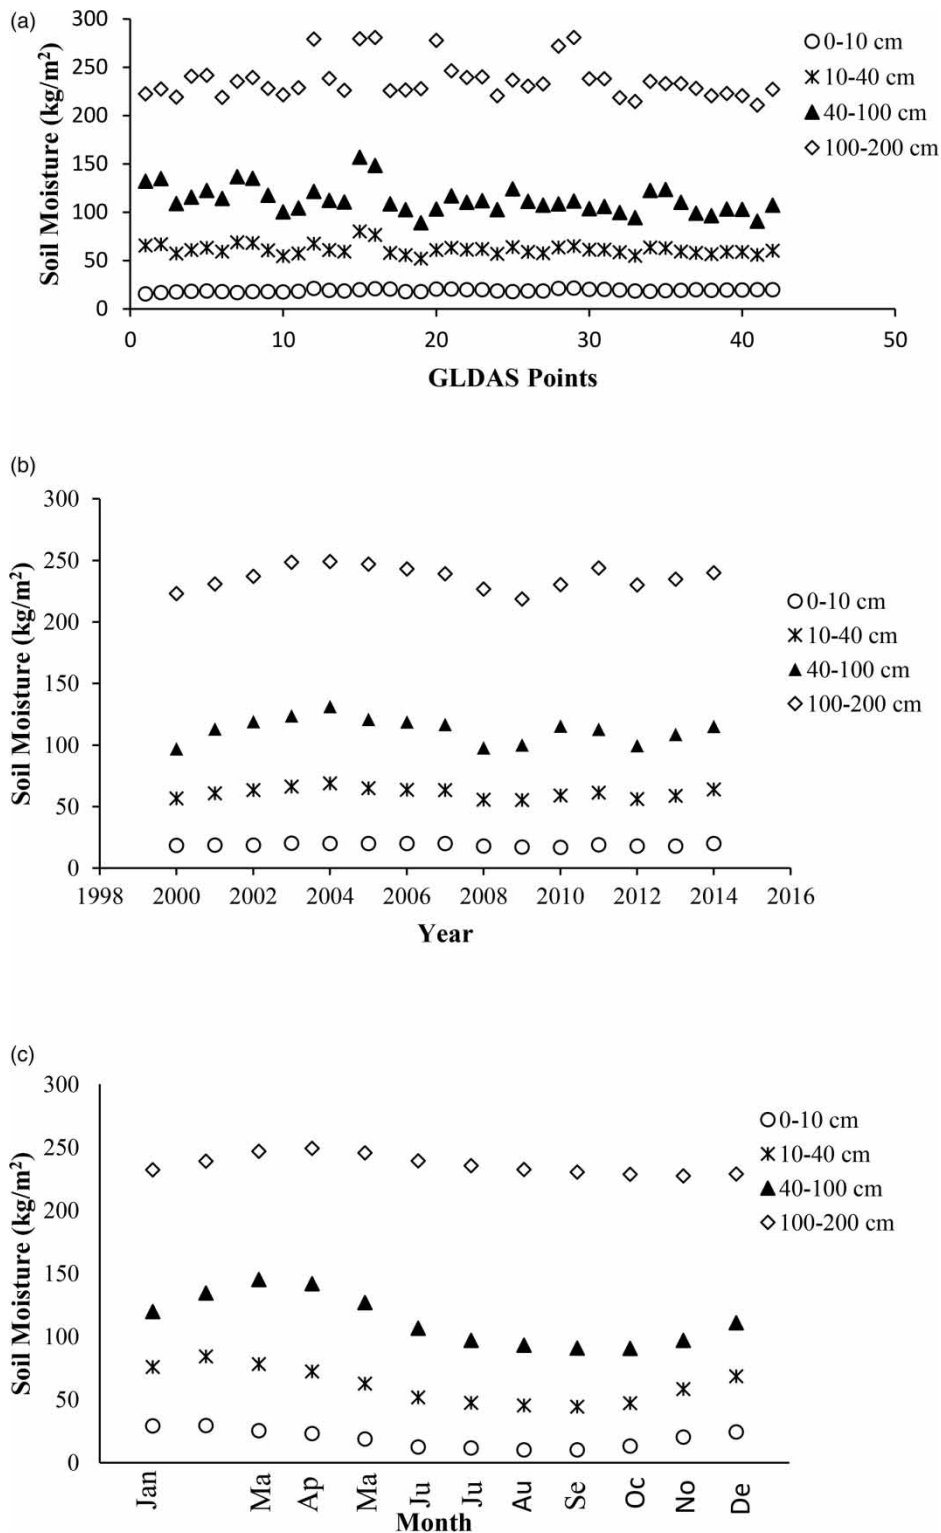 (a)
300
250
200
150
100
50
0
Soil Moisture (kg/m²)
0 10 20 30 40 50
GLDAS Points
0-10 cm
10-40 cm
40-100 cm
100-200 cm
(b)
300
250
200
150
100
50
0
Soil Moisture (kg/m²)
1998 2000 2002 2004 2006 2008 2010 2012 2014 2016
Year
0-10 cm
10-40 cm
40-100 cm
100-200 cm
(c)
300
250
200
150
100
50
0
Soil Moisture (kg/m²)
Jan Ma Ap Ma Ju Ju Au Se Oc No De
Month
0-10 cm
10-40 cm
40-100 cm
100-200 cm